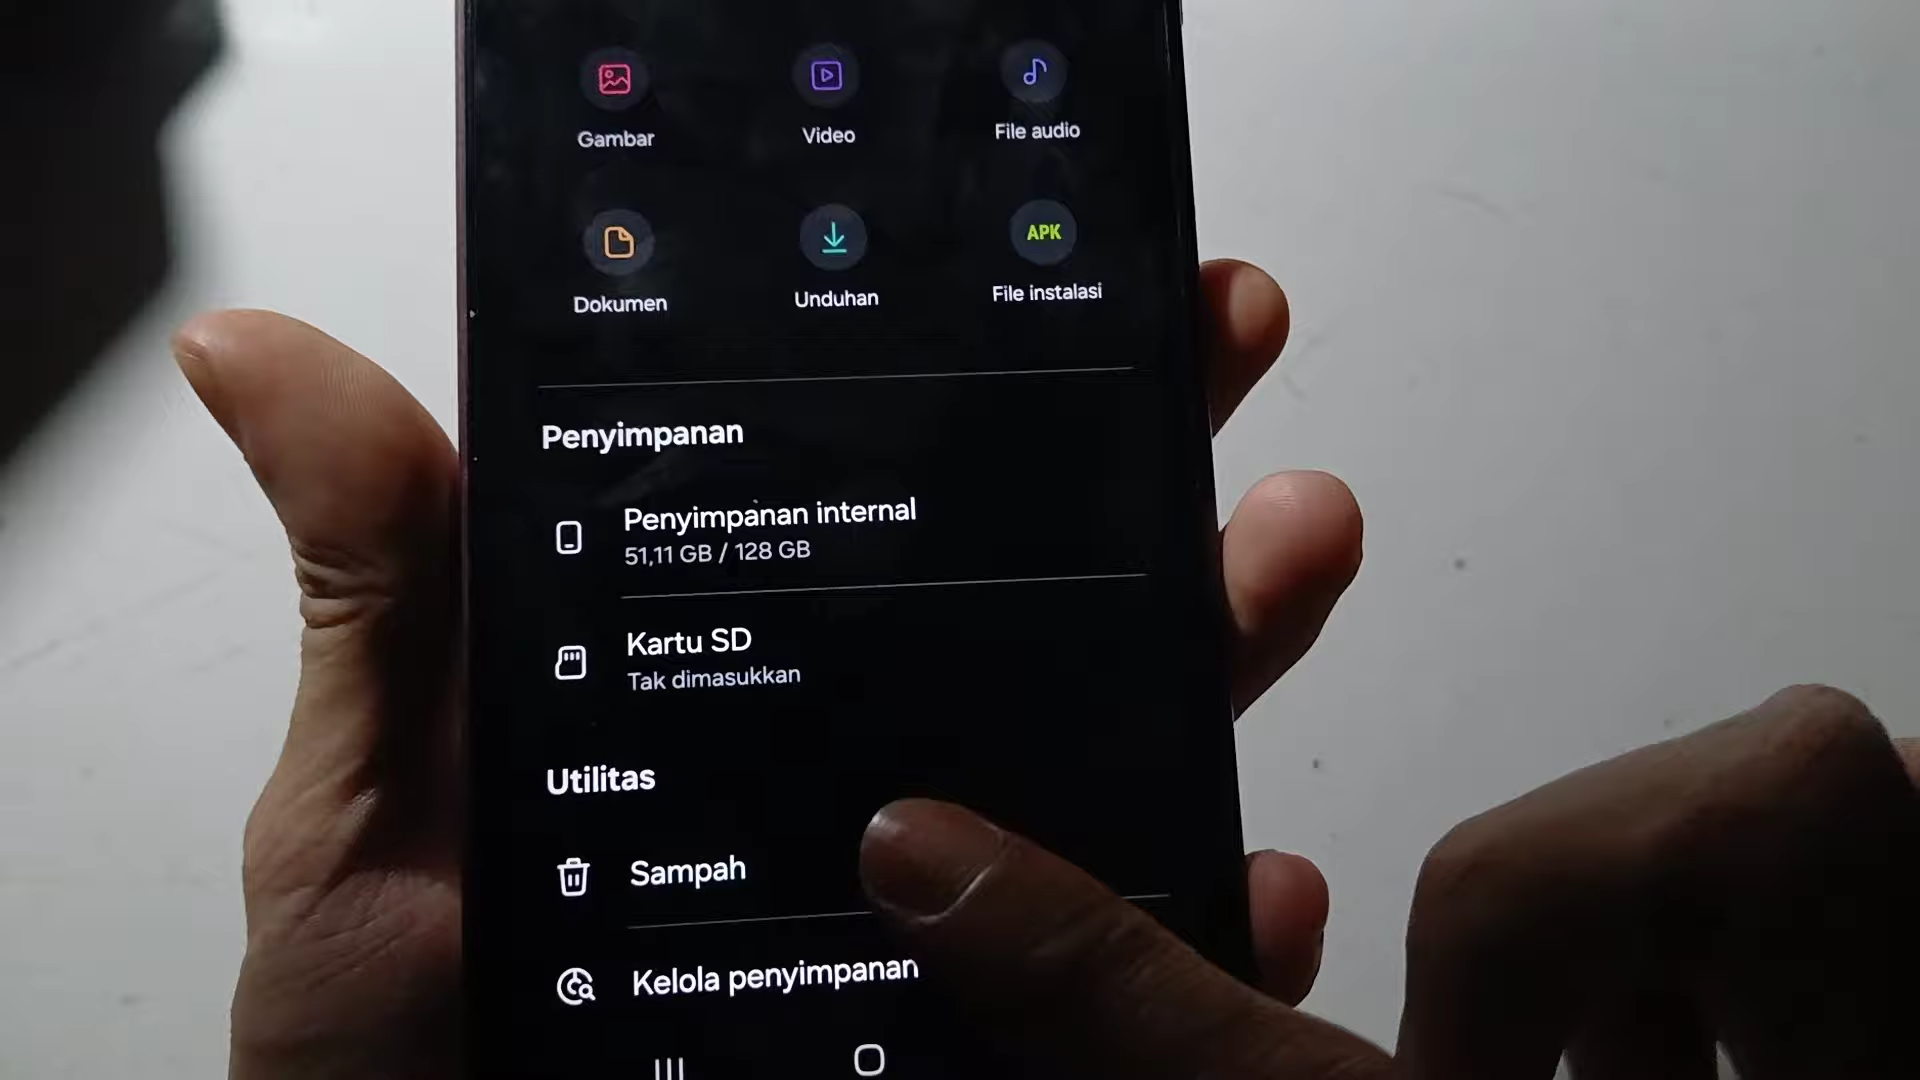 Gambar
Video
File audio
Dokumen
Unduhan
APK
File instalasi
Penyimpanan
Penyimpanan internal
51,11 GB / 128 GB
Kartu SD
Tak dimasukkan
Utilitas
Sampah
Kelola penyimpanan